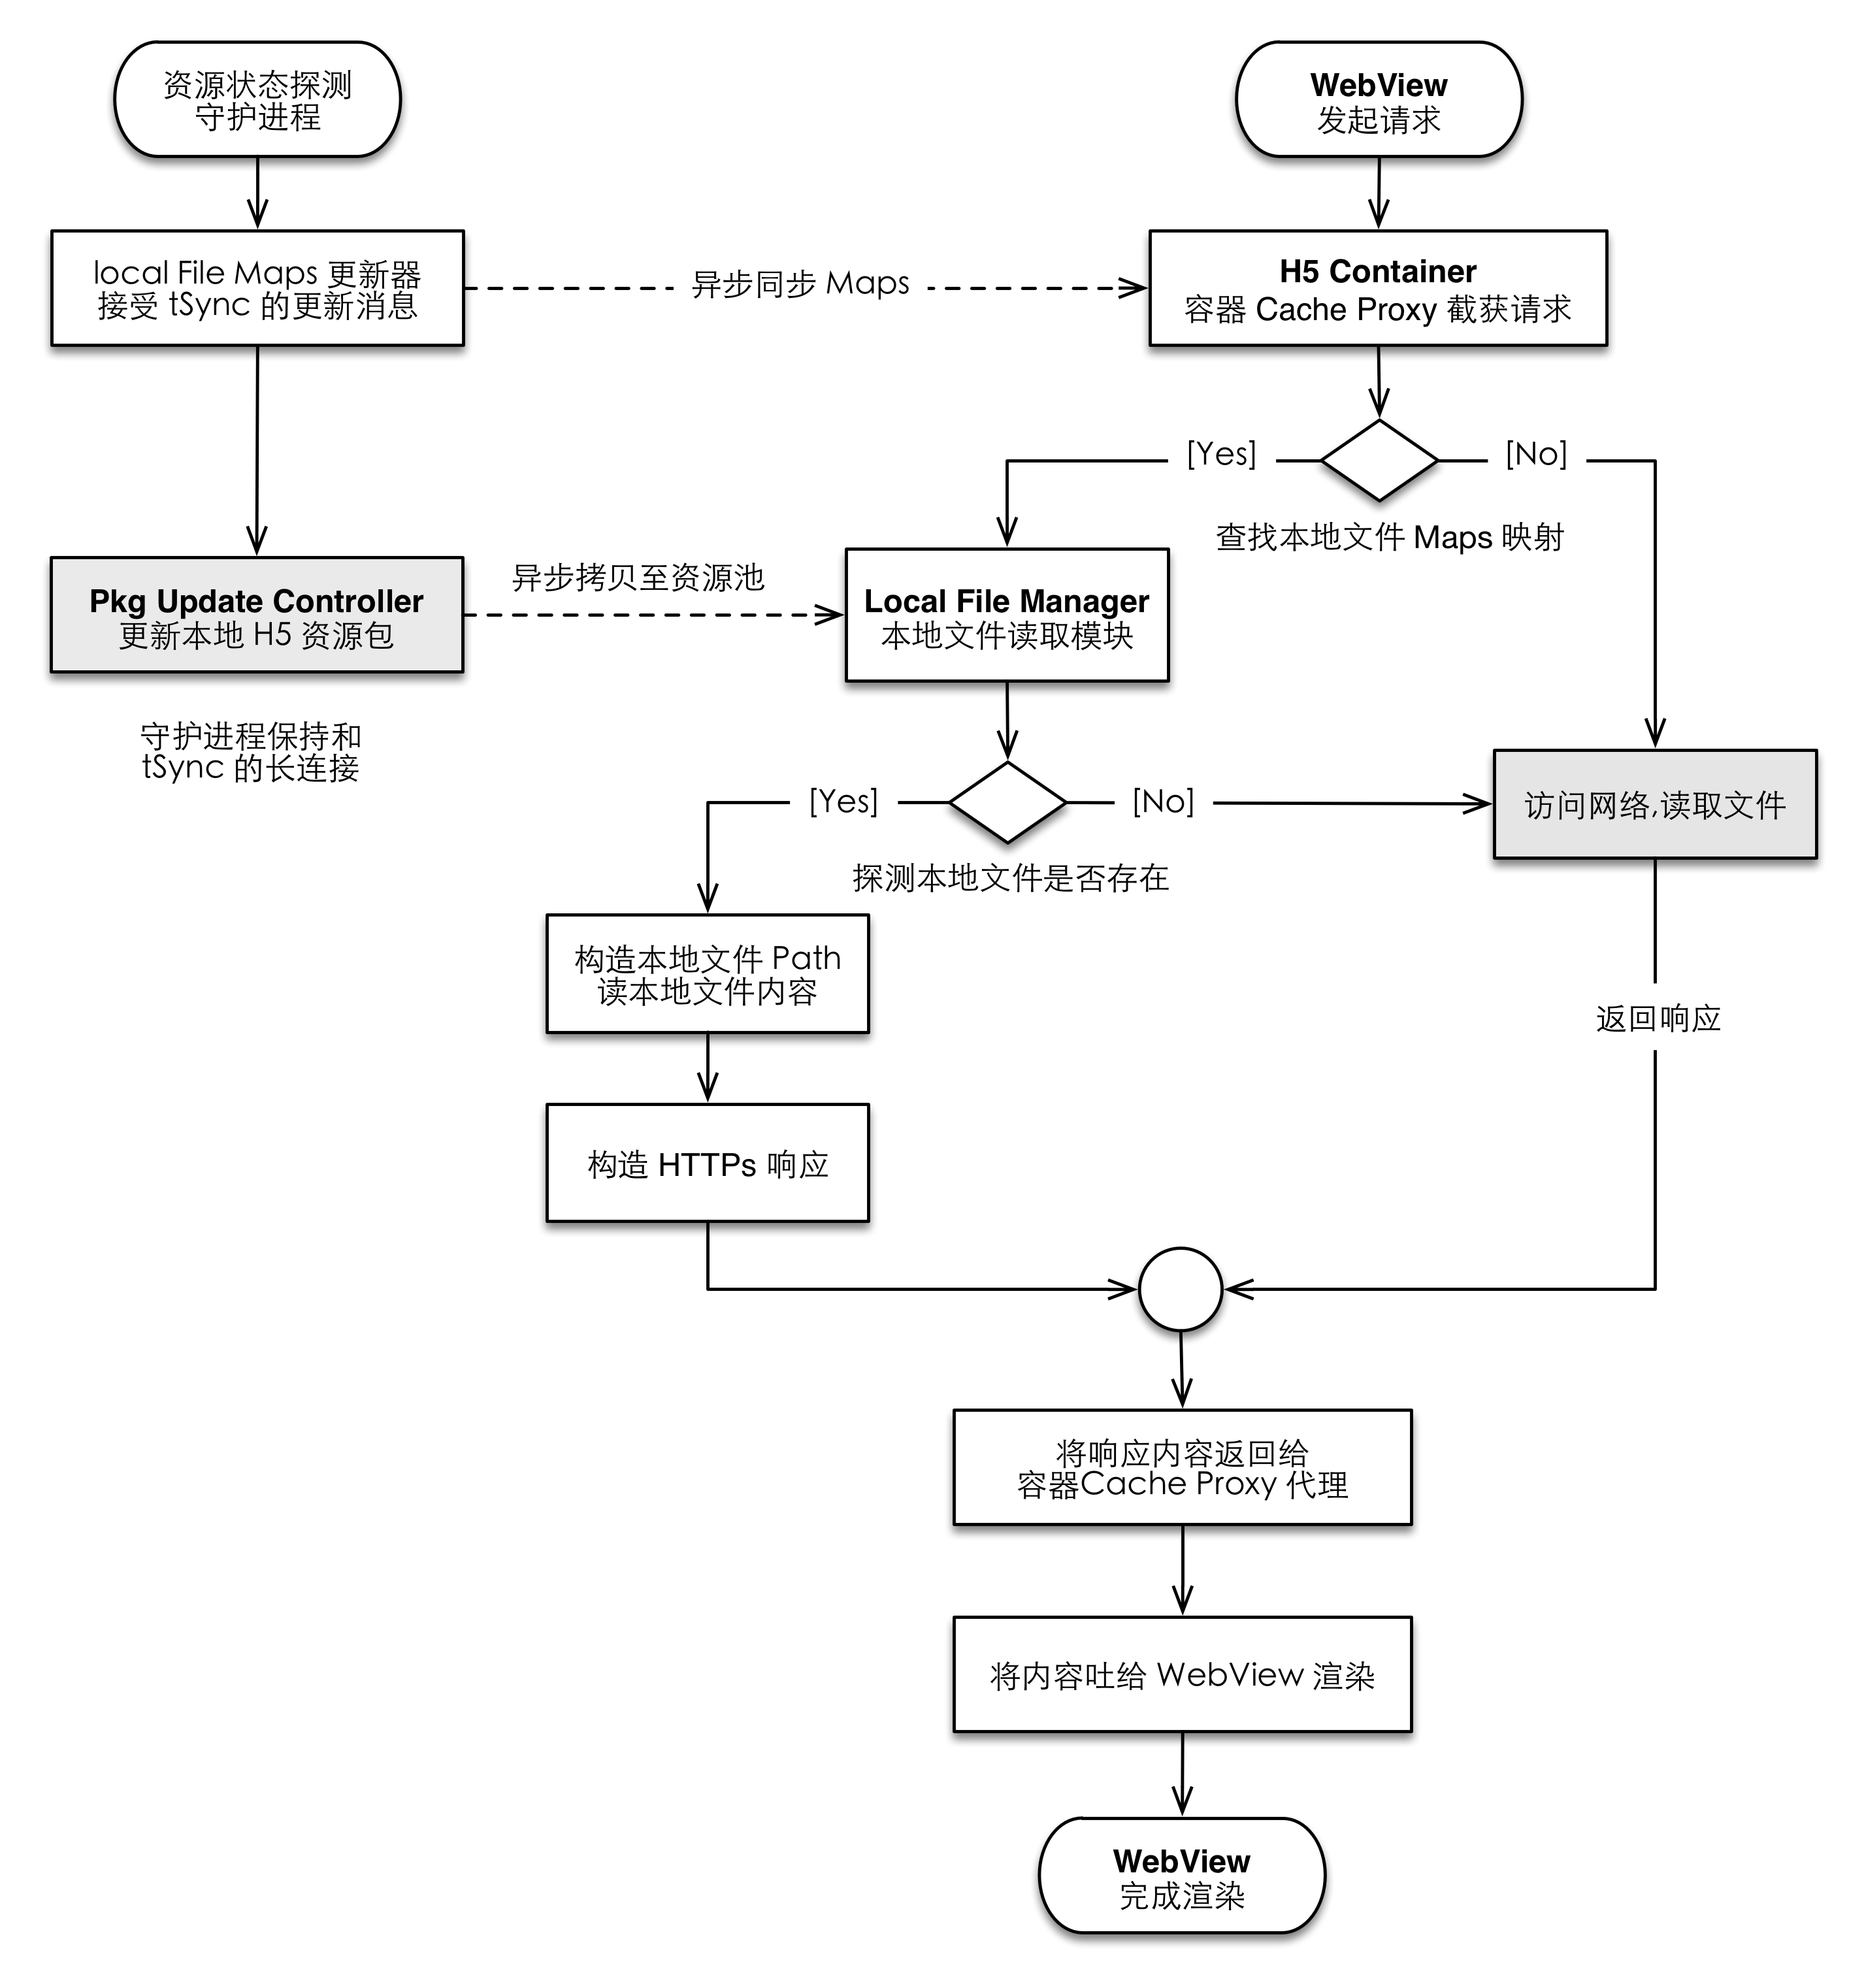 资源状态探测
守护进程
WebView
发起请求
local File Maps 更新器
接受 tSync 的更新消息
异步同步 Maps
H5 Container
容器 Cache Proxy 截获请求
[Yes]
[No]
查找本地文件 Maps 映射
Pkg Update Controller
更新本地 H5 资源包
异步拷贝至资源池
Local File Manager
本地文件读取模块
守护进程保持和
tSync 的长连接
[Yes]
[No]
访问网络,读取文件
探测本地文件是否存在
构造本地文件 Path
读本地文件内容
返回响应
构造 HTTPs 响应
将响应内容返回给
容器Cache Proxy 代理
将内容吐给 WebView 渲染
WebView
完成渲染